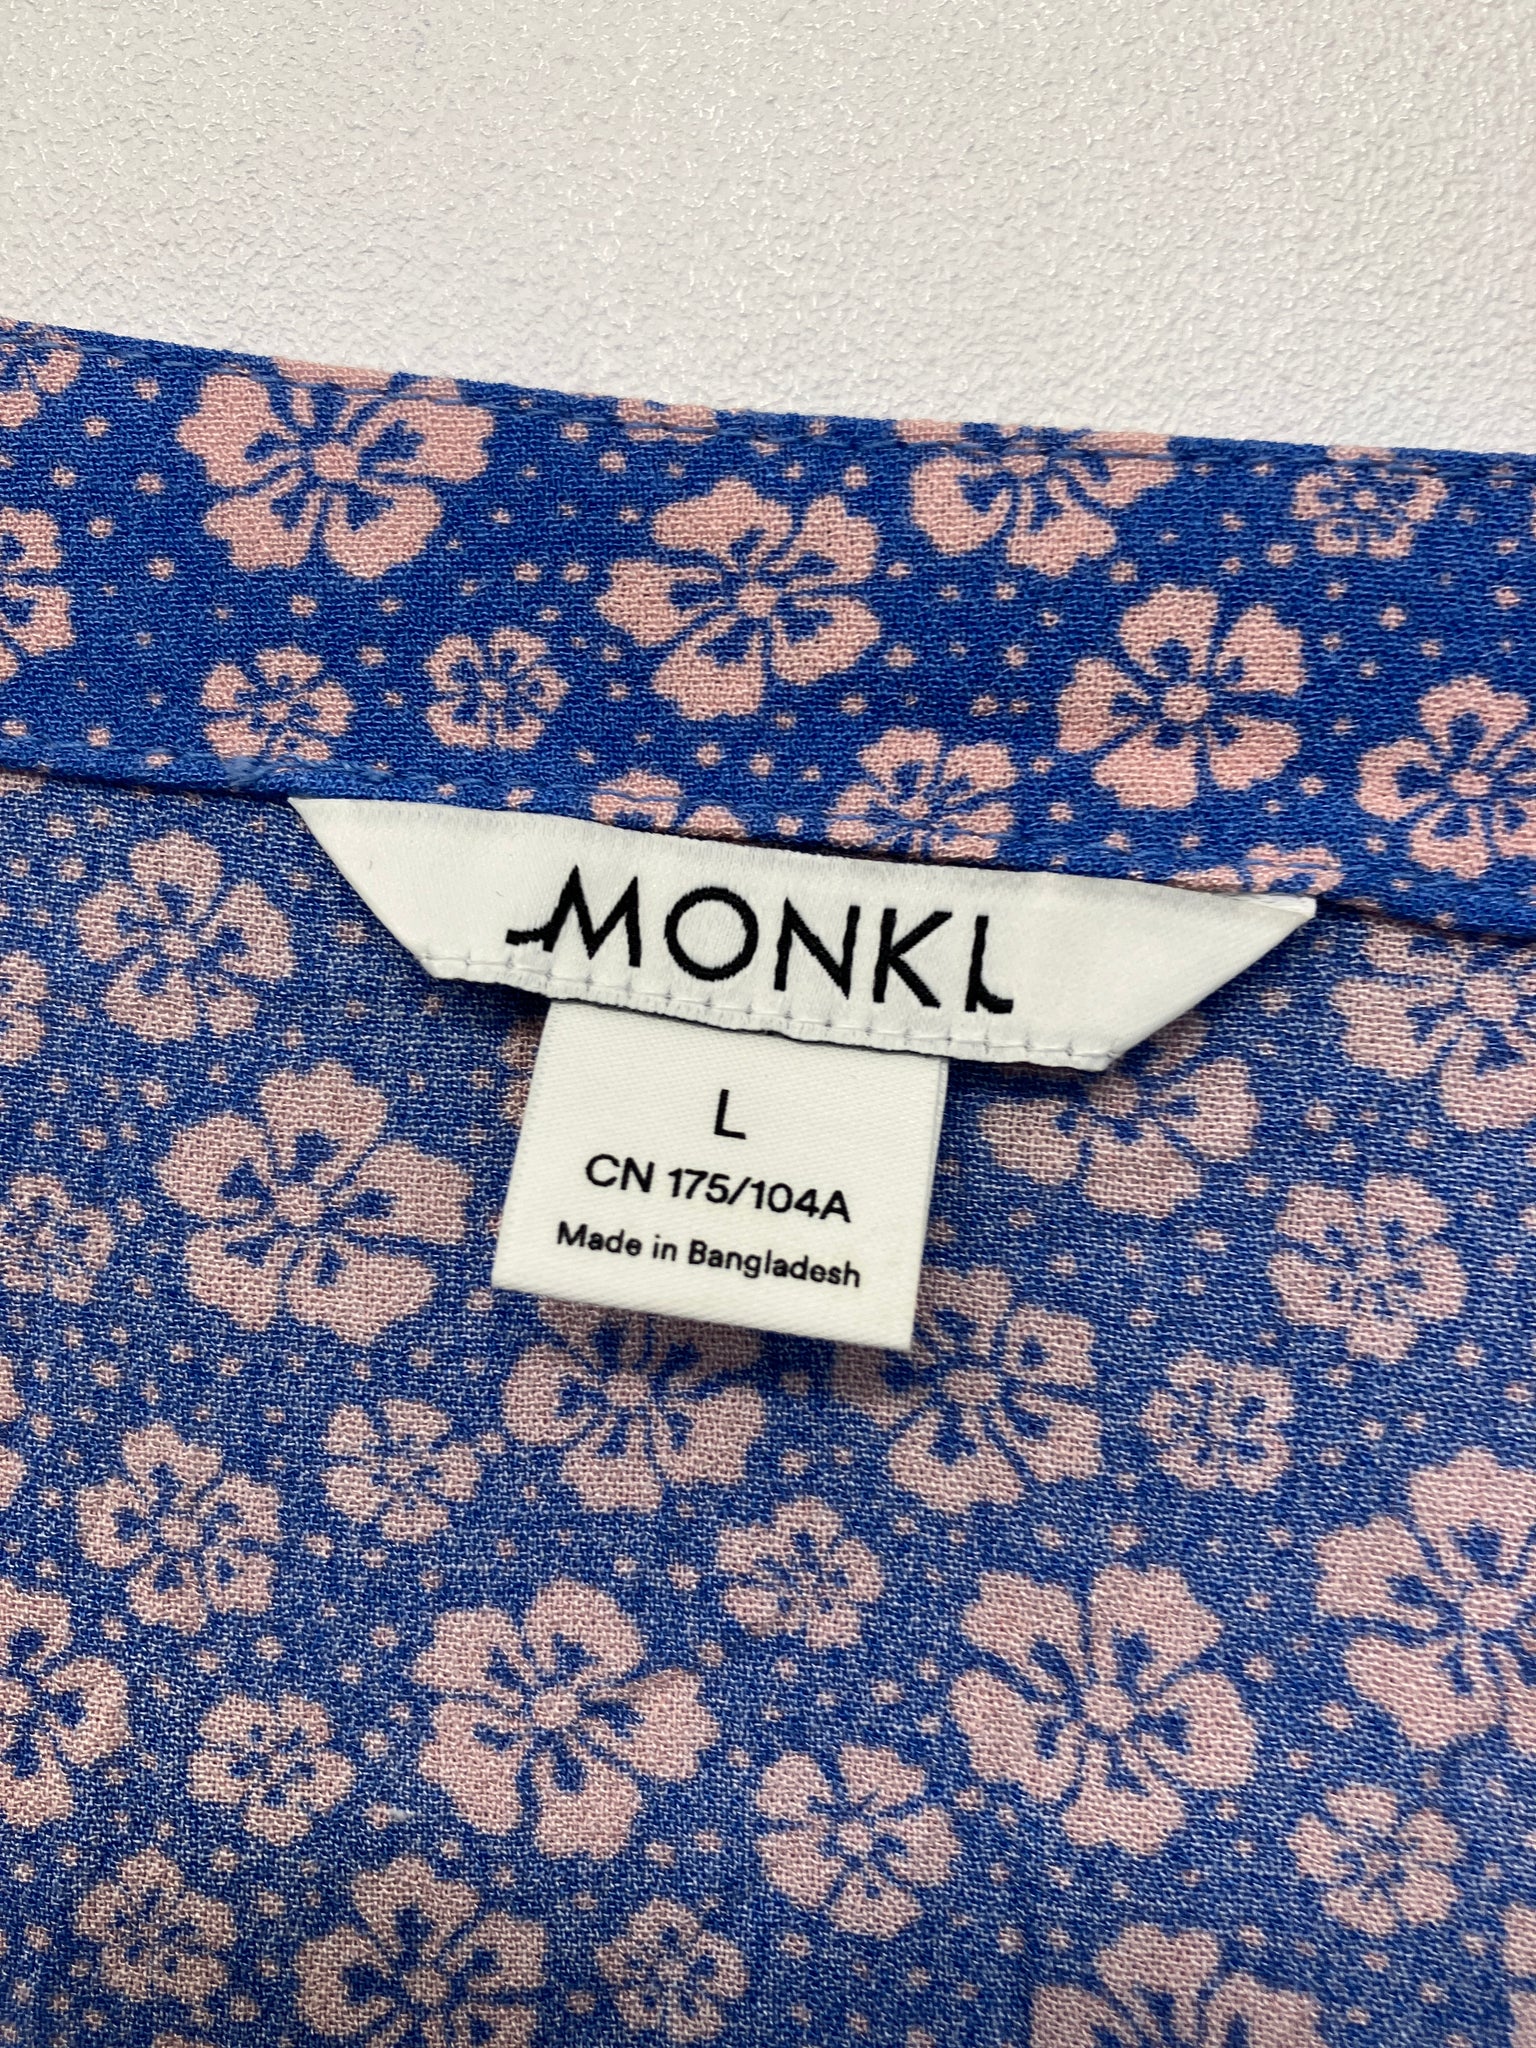 MONKI
L
CN 175/104A
Made in Bangladesh